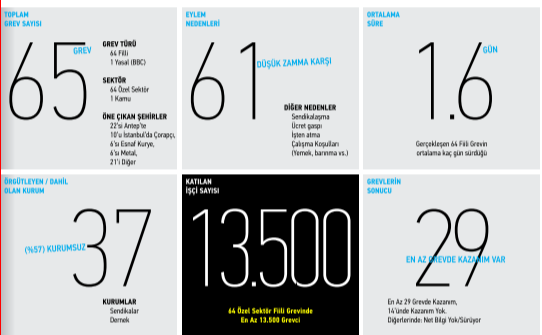 TOPLAM
GREV SAYISI
65
GREV
GREV TÜRÜ
64 Fiili
1 Yasal (BBC)
SEKTÖR
64 Özel Sektör
1 Kamu
ÖNE ÇIKAN ŞEHİRLER
22'si Antep'te
10'u İstanbul'da Çorapçı,
6'sı Esnaf Kurye,
6'sı Metal,
21'i Diğer
EYLEM
NEDENLERİ
61
DÜŞÜK ZAMMA KARŞI
DİĞER NEDENLER
Sendikalaşma
Ücret gaspı
İşten atma
Çalışma Koşulları
(Yemek, barınma vs.)
ORTALAMA
SÜRE
1.6
GÜN
Gerçekleşen 64 Fiili Grevin
ortalama kaç gün sürdüğü
ÖRGÜTLEYEN / DAHİL
OLAN KURUM
37
(%57) KURUMSUZ
KURUMLAR
Sendikalar
Dernek
KATILAN
İŞÇİ SAYISI
13.500
64 Özel Sektör Fiili Grevinde
En Az 13.500 Grevci
GREVLERİN
SONUCU
29
EN AZ GREVDE KAZANIM VAR
En Az 29 Grevde Kazanım,
14'ünde Kazanım Yok.
Diğerlerinde: Net Bilgi Yok/Sürüyor